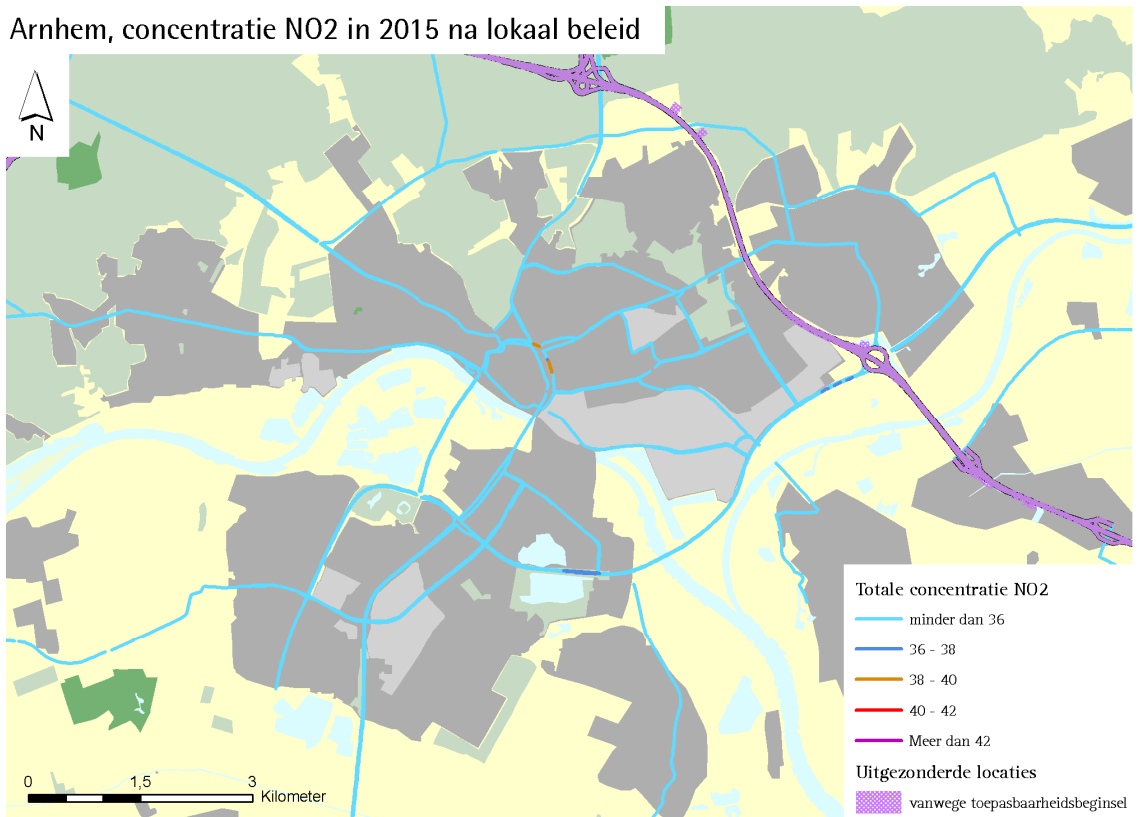 Arnhem, concentratie NO2 in 2015 na lokaal beleid
N
Totale concentratie NO2
minder dan 36
36 - 38
38 - 40
40 - 42
Meer dan 42
Uitgezonderde locaties
vanwege toepasbaarheidsbeginsel
0 1,5 3
Kilometer